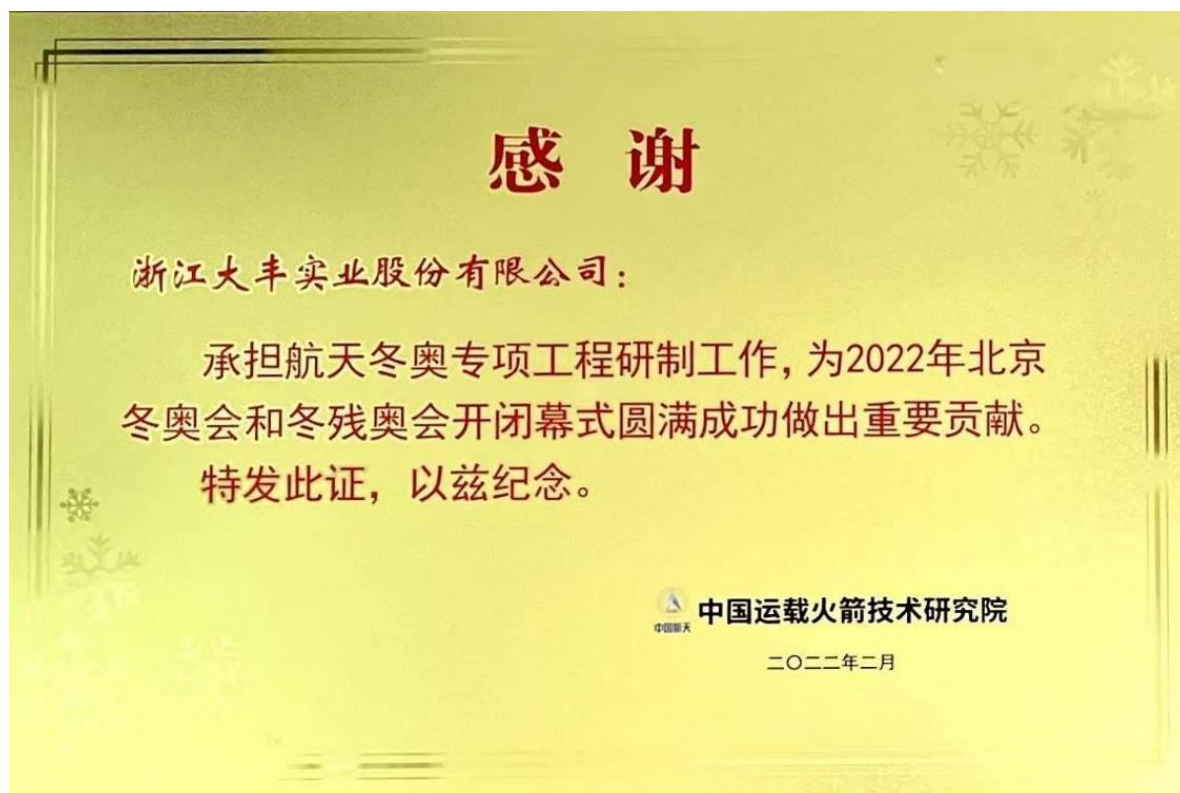 感谢
浙江大丰实业股份有限公司：
承担航天冬奥专项工程研制工作，为2022年北京
冬奥会和冬残奥会开闭幕式圆满成功做出重要贡献。
特发此证，以兹纪念。
中国航天
中国运载火箭技术研究院
二〇二二年二月